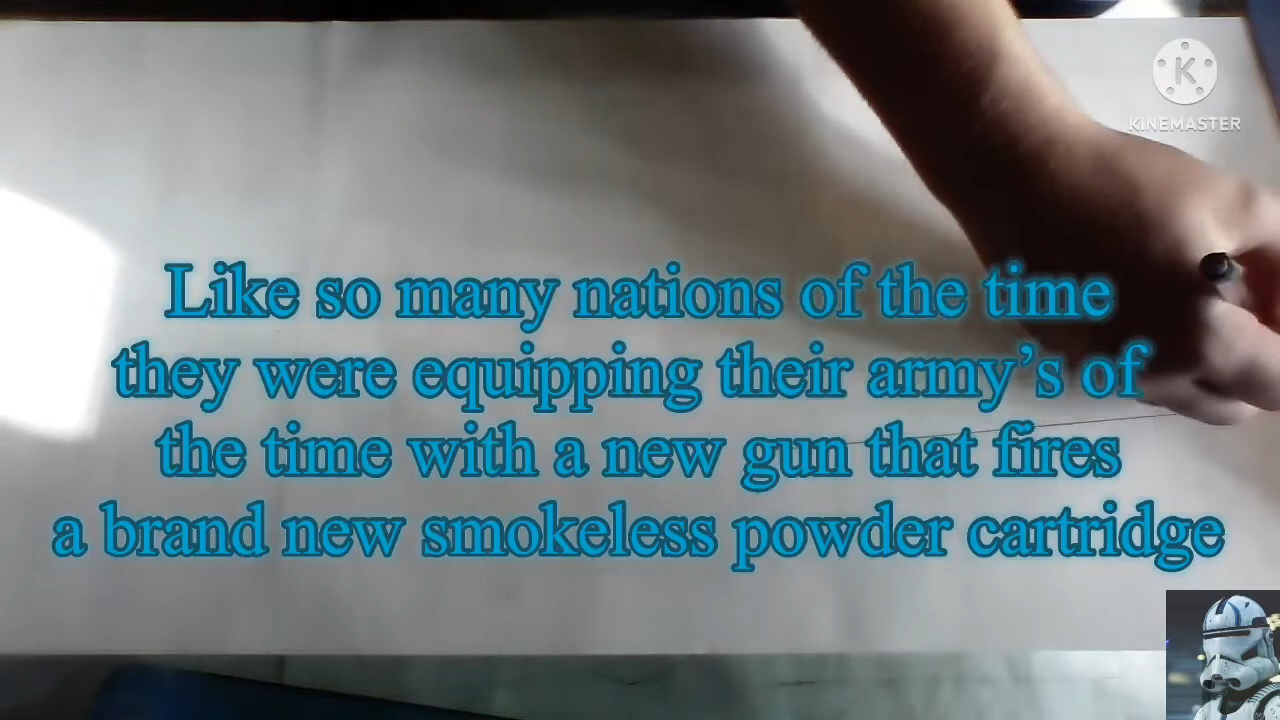 KINEMASTER
Like so many nations of the time
they were equipping their army’s of
the time with a new gun that fires
a brand new smokeless powder cartridge